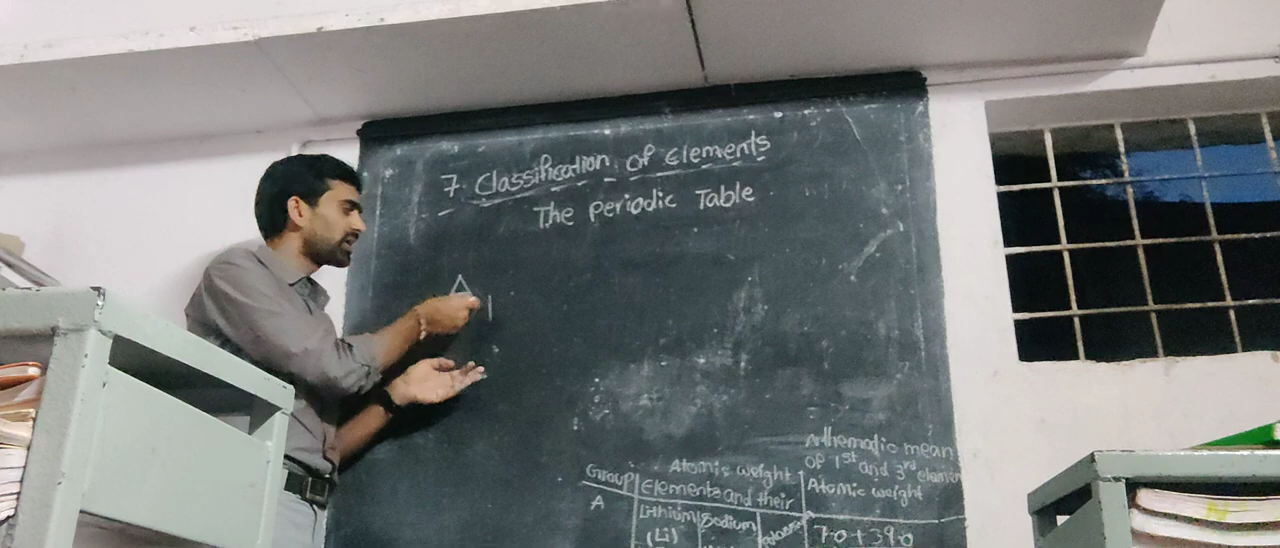 7 Classification of Elements
The Periodic Table
A
Group
Elements and their
Atomic weight
Arithematic mean
of 1st and 3rd element
Atomic weight
A
Lithium
(Li)
Sodium
7.0+39.0